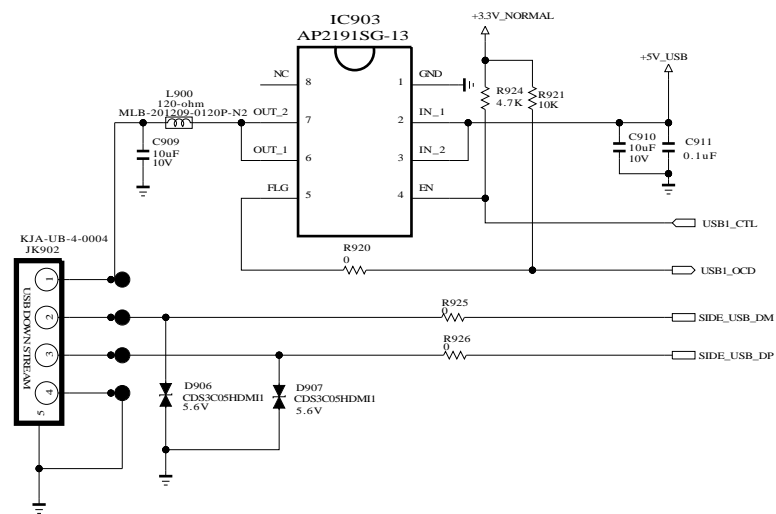 IC903
AP2191SG-13
+3.3V_NORMAL
+5V_USB
L900
120-ohm
MLB-201209-0120P-N2
NC
8
1
GND
R924
4.7K
R921
10K
OUT_2
7
2
IN_1
C909
10uF
10V
OUT_1
6
3
IN_2
C910
10uF
10V
C911
0.1uF
FLG
5
4
EN
USB1_CTL
KJA-UB-4-0004
JK902
R920
0
USB1_OCD
1
2
3
4
5
USB DOWN STREAM
R925
0
SIDE_USB_DM
R926
0
SIDE_USB_DP
D906
CDS3C05HDMI1
5.6V
D907
CDS3C05HDMI1
5.6V